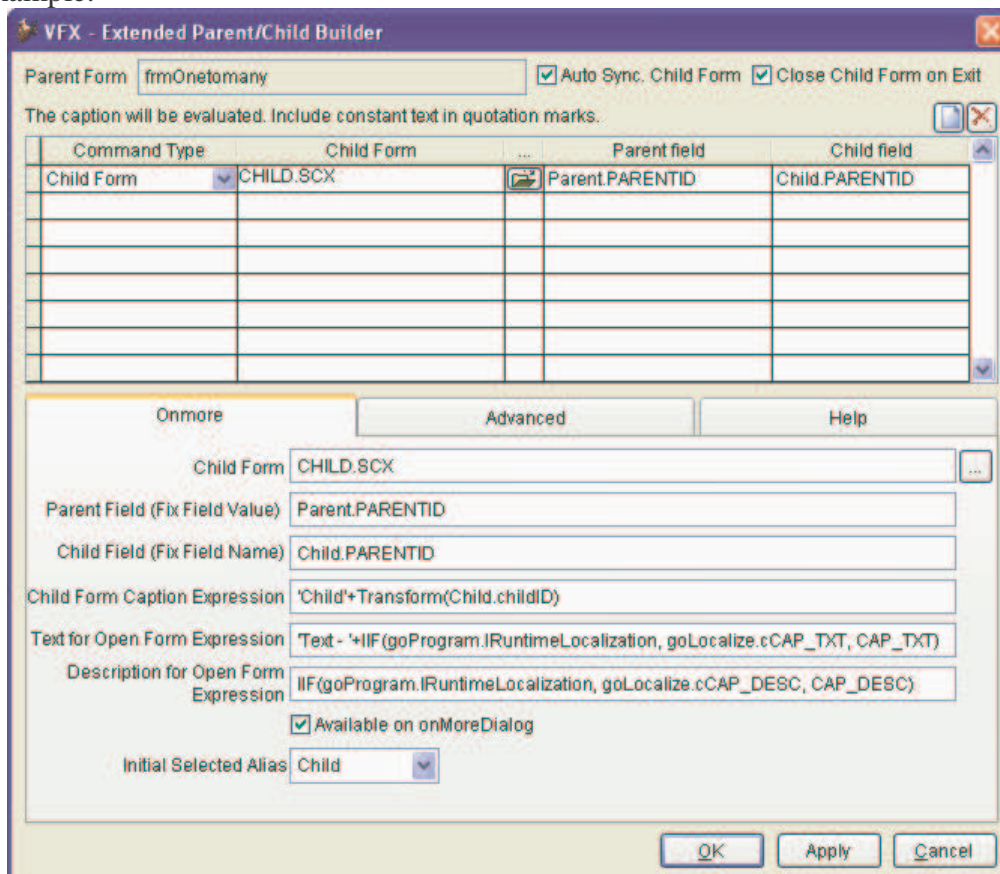 ample:
VFX - Extended Parent/Child Builder
Parent Form frmOnetomany Auto Sync. Child Form Close Child Form on Exit
The caption will be evaluated. Include constant text in quotation marks.
Command Type Child Form ... Parent field Child field
Child Form CHILD.SCX Parent.PARENTID Child.PARENTID
Onmore Advanced Help
Child Form CHILD.SCX ...
Parent Field (Fix Field Value) Parent.PARENTID
Child Field (Fix Field Name) Child.PARENTID
Child Form Caption Expression 'Child'+Transform(Child.childID)
Text for Open Form Expression 'Text - '+IIF(goProgram.lRuntimeLocalization, goLocalize.cCAP_TXT, CAP_TXT)
Description for Open Form
Expression IIF(goProgram.lRuntimeLocalization, goLocalize.cCAP_DESC, CAP_DESC)
Available on onMoreDialog
Initial Selected Alias Child
OK Apply Cancel